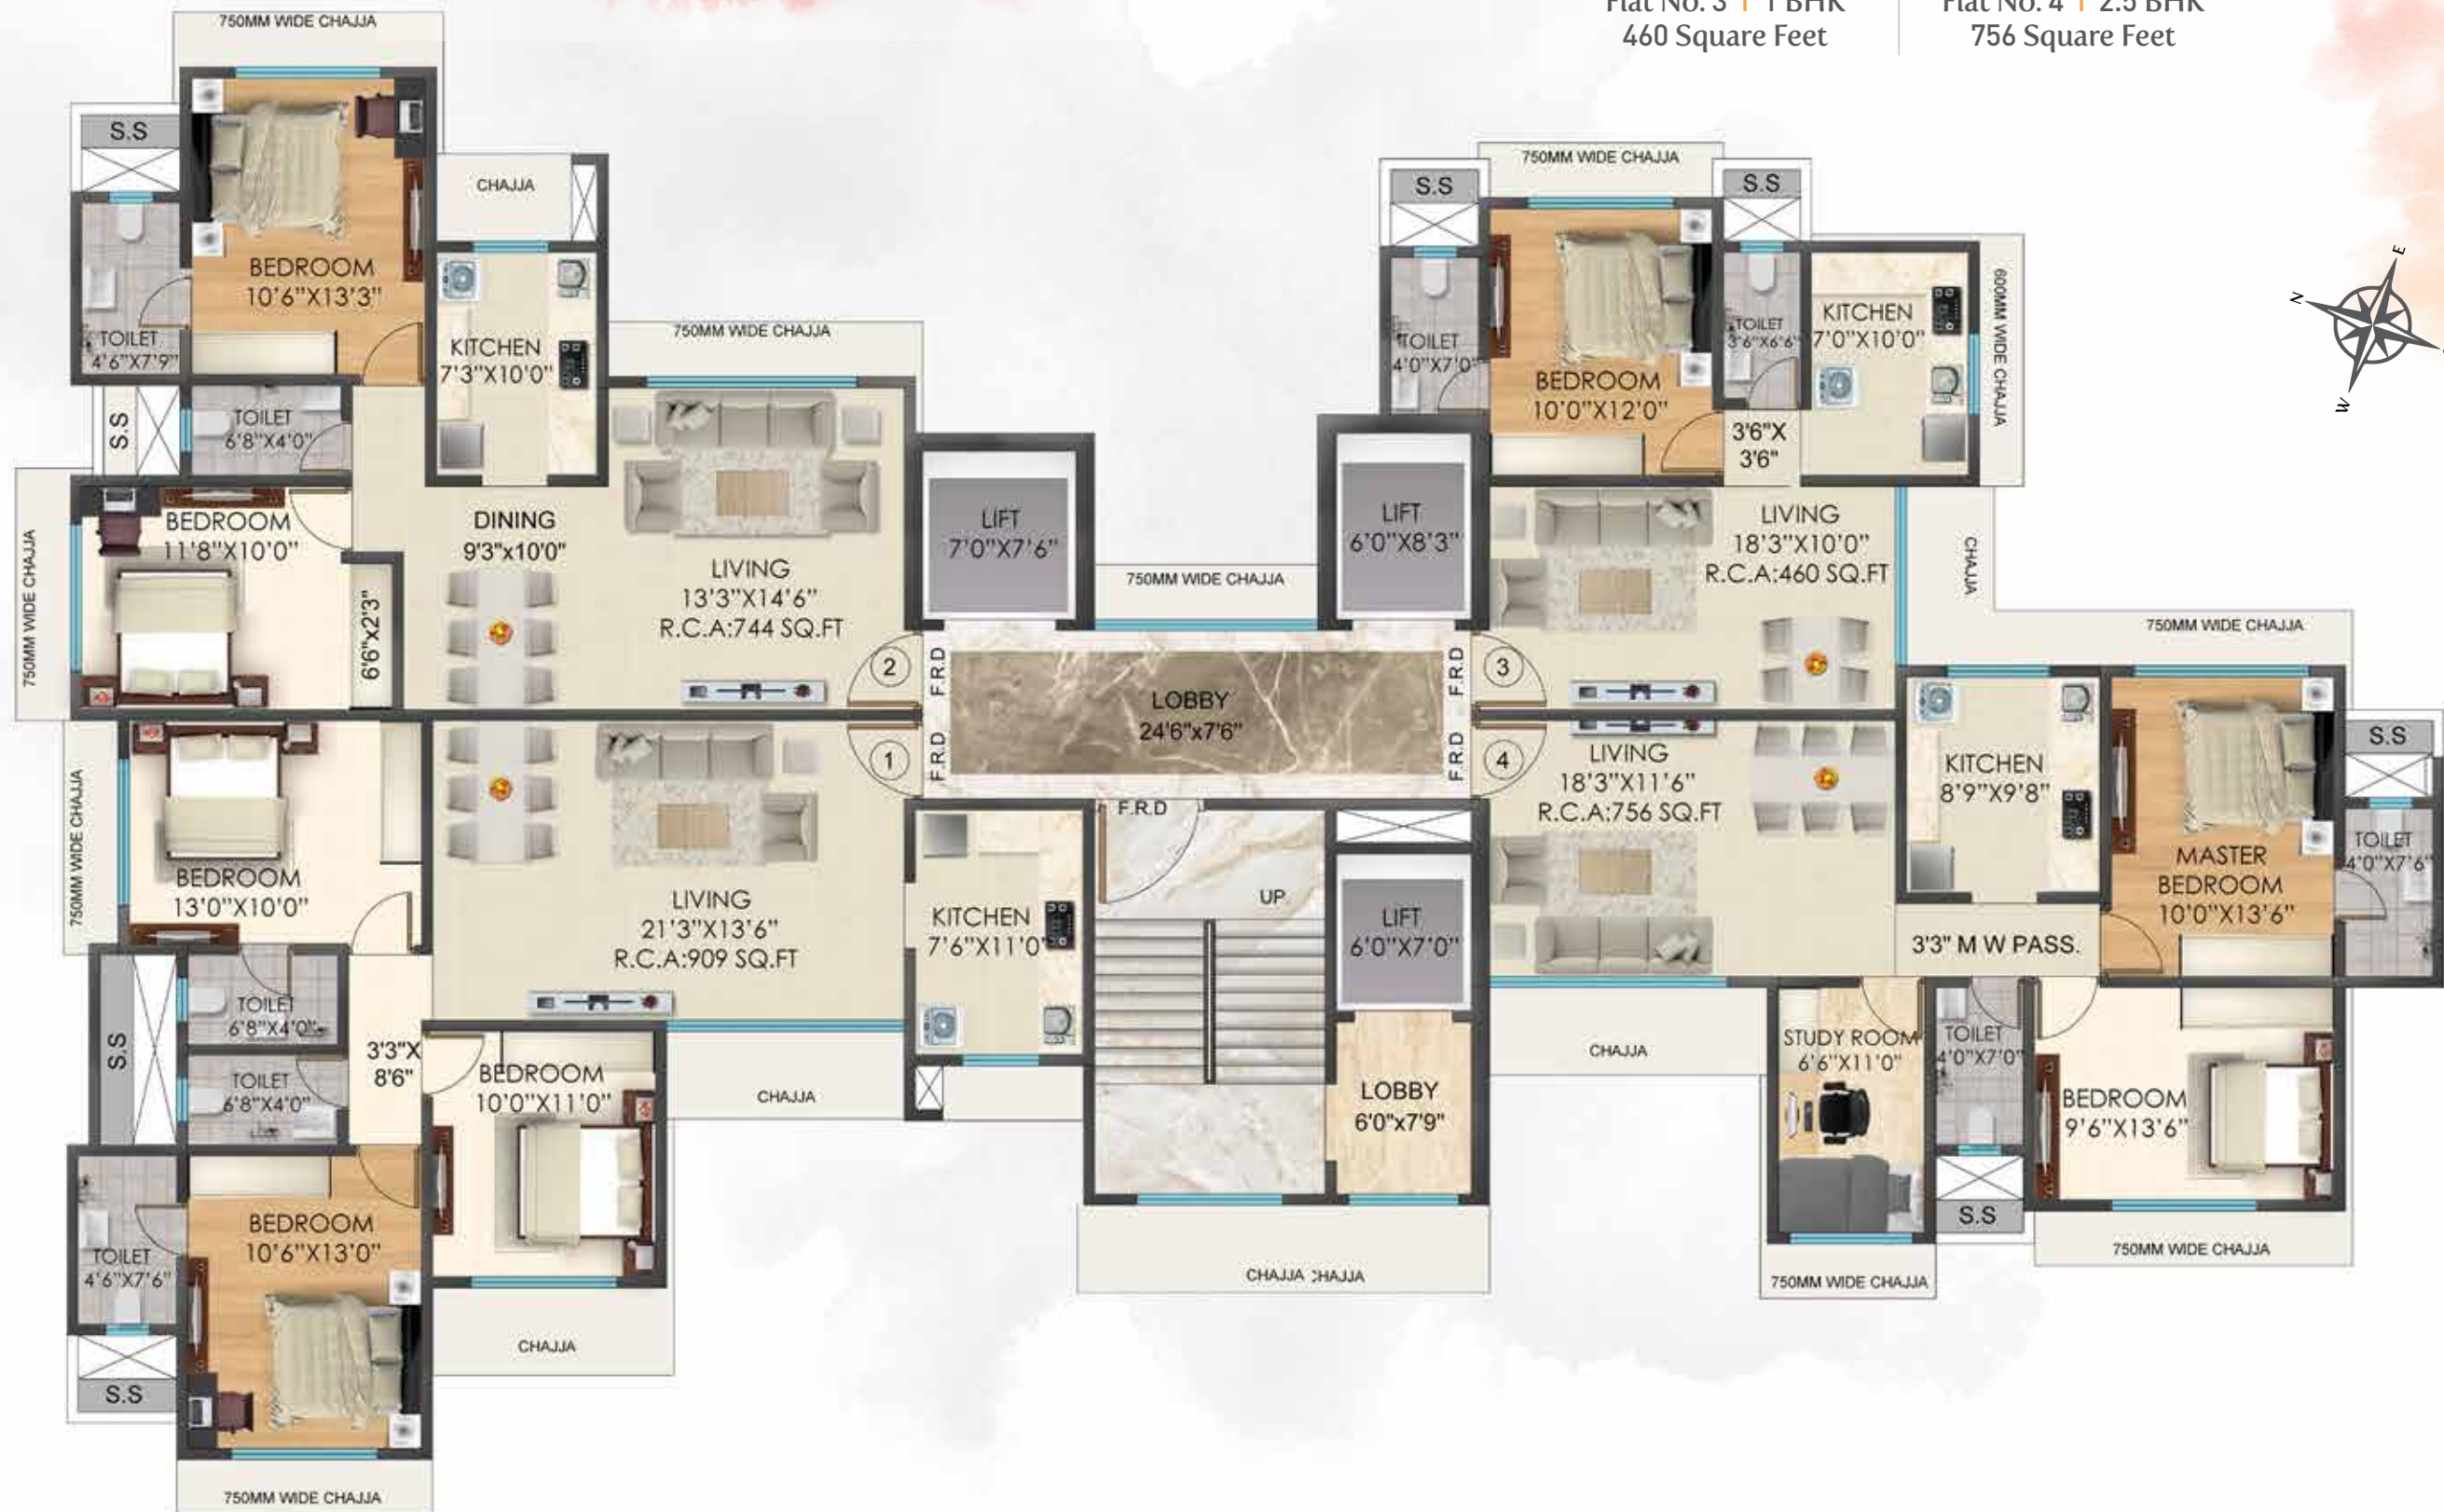 Flat No. 3 | 1 BHK
460 Square Feet
Flat No. 4 | 2.5 BHK
756 Square Feet
750MM WIDE CHAJJA
S.S
BEDROOM
10'6"X13'3"
TOILET
4'6"X7'9"
CHAJJA
KITCHEN
7'3"X10'0"
750MM WIDE CHAJJA
S.S
TOILET
6'8"X4'0"
750MM WIDE CHAJJA
BEDROOM
11'8"X10'0"
6'6"x2'3"
DINING
9'3"x10'0"
LIVING
13'3"X14'6"
R.C.A:744 SQ.FT
LIFT
7'0"X7'6"
750MM WIDE CHAJJA
LIFT
6'0"X8'3"
2
F.R.D
1
F.R.D
LOBBY
24'6"x7'6"
F.R.D
3
F.R.D
4
750MM WIDE CHAJJA
S.S
S.S
TOILET
4'0"X7'0"
BEDROOM
10'0"X12'0"
TOILET
3'6"X6'6"
KITCHEN
7'0"X10'0"
600MM WIDE CHAJJA
3'6"X
3'6"
LIVING
18'3"X10'0"
R.C.A:460 SQ.FT
CHAJJA
N
E
W
750MM WIDE CHAJJA
750MM WIDE CHAJJA
BEDROOM
13'0"X10'0"
LIVING
21'3"X13'6"
R.C.A:909 SQ.FT
KITCHEN
7'6"X11'0"
F.R.D
UP
LIFT
6'0"X7'0"
LOBBY
6'0"x7'9"
S.S
TOILET
6'8"X4'0"
TOILET
6'8"X4'0"
3'3"X
8'6"
BEDROOM
10'0"X11'0"
CHAJJA
TOILET
4'6"X7'6"
BEDROOM
10'6"X13'0"
S.S
CHAJJA
750MM WIDE CHAJJA
CHAJJA CHAJJA
LIVING
18'3"X11'6"
R.C.A:756 SQ.FT
KITCHEN
8'9"X9'8"
MASTER
BEDROOM
10'0"X13'6"
S.S
TOILET
4'0"X7'6"
3'3" M W PASS.
CHAJJA
STUDY ROOM
6'6"X11'0"
TOILET
4'0"X7'0"
BEDROOM
9'6"X13'6"
S.S
750MM WIDE CHAJJA
750MM WIDE CHAJJA